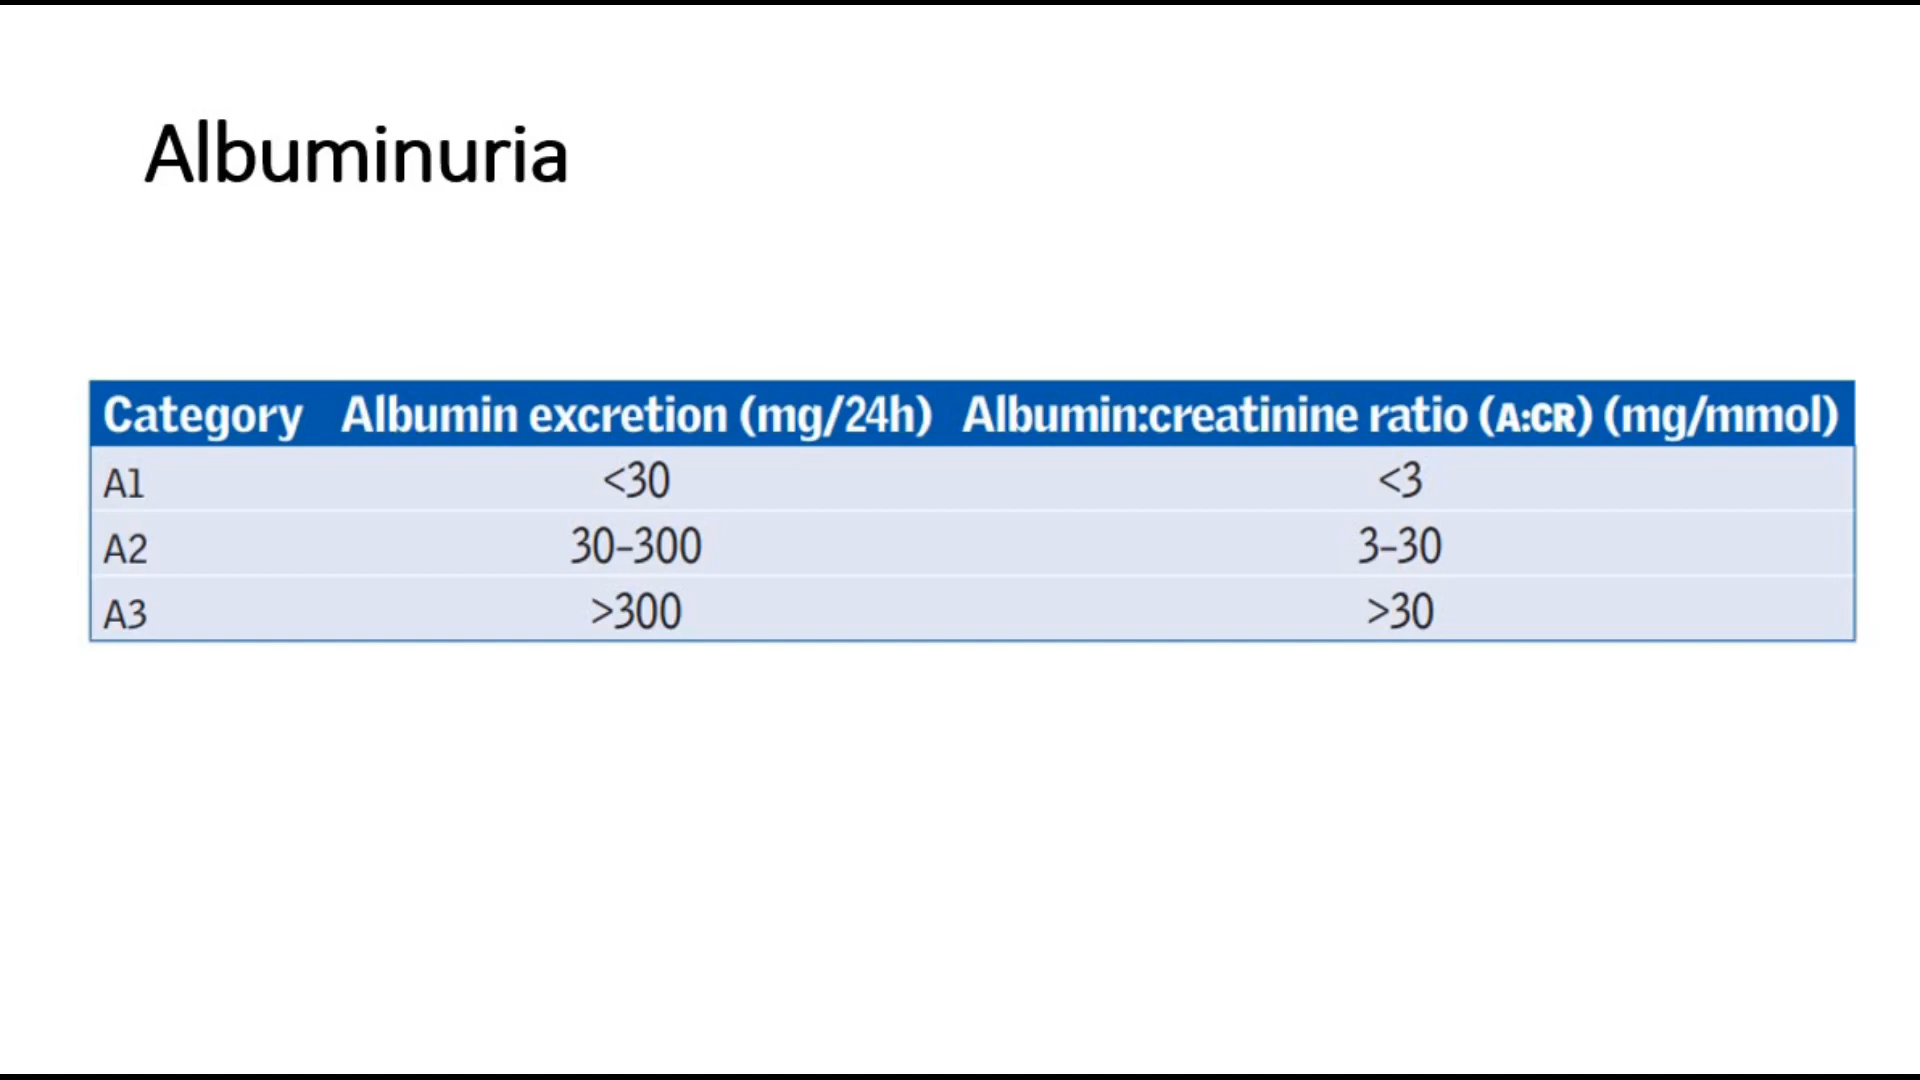 Albuminuria
Category Albumin excretion (mg/24h) Albumin:creatinine ratio (A:CR) (mg/mmol)
A1 <30 <3
A2 30–300 3–30
A3 >300 >30